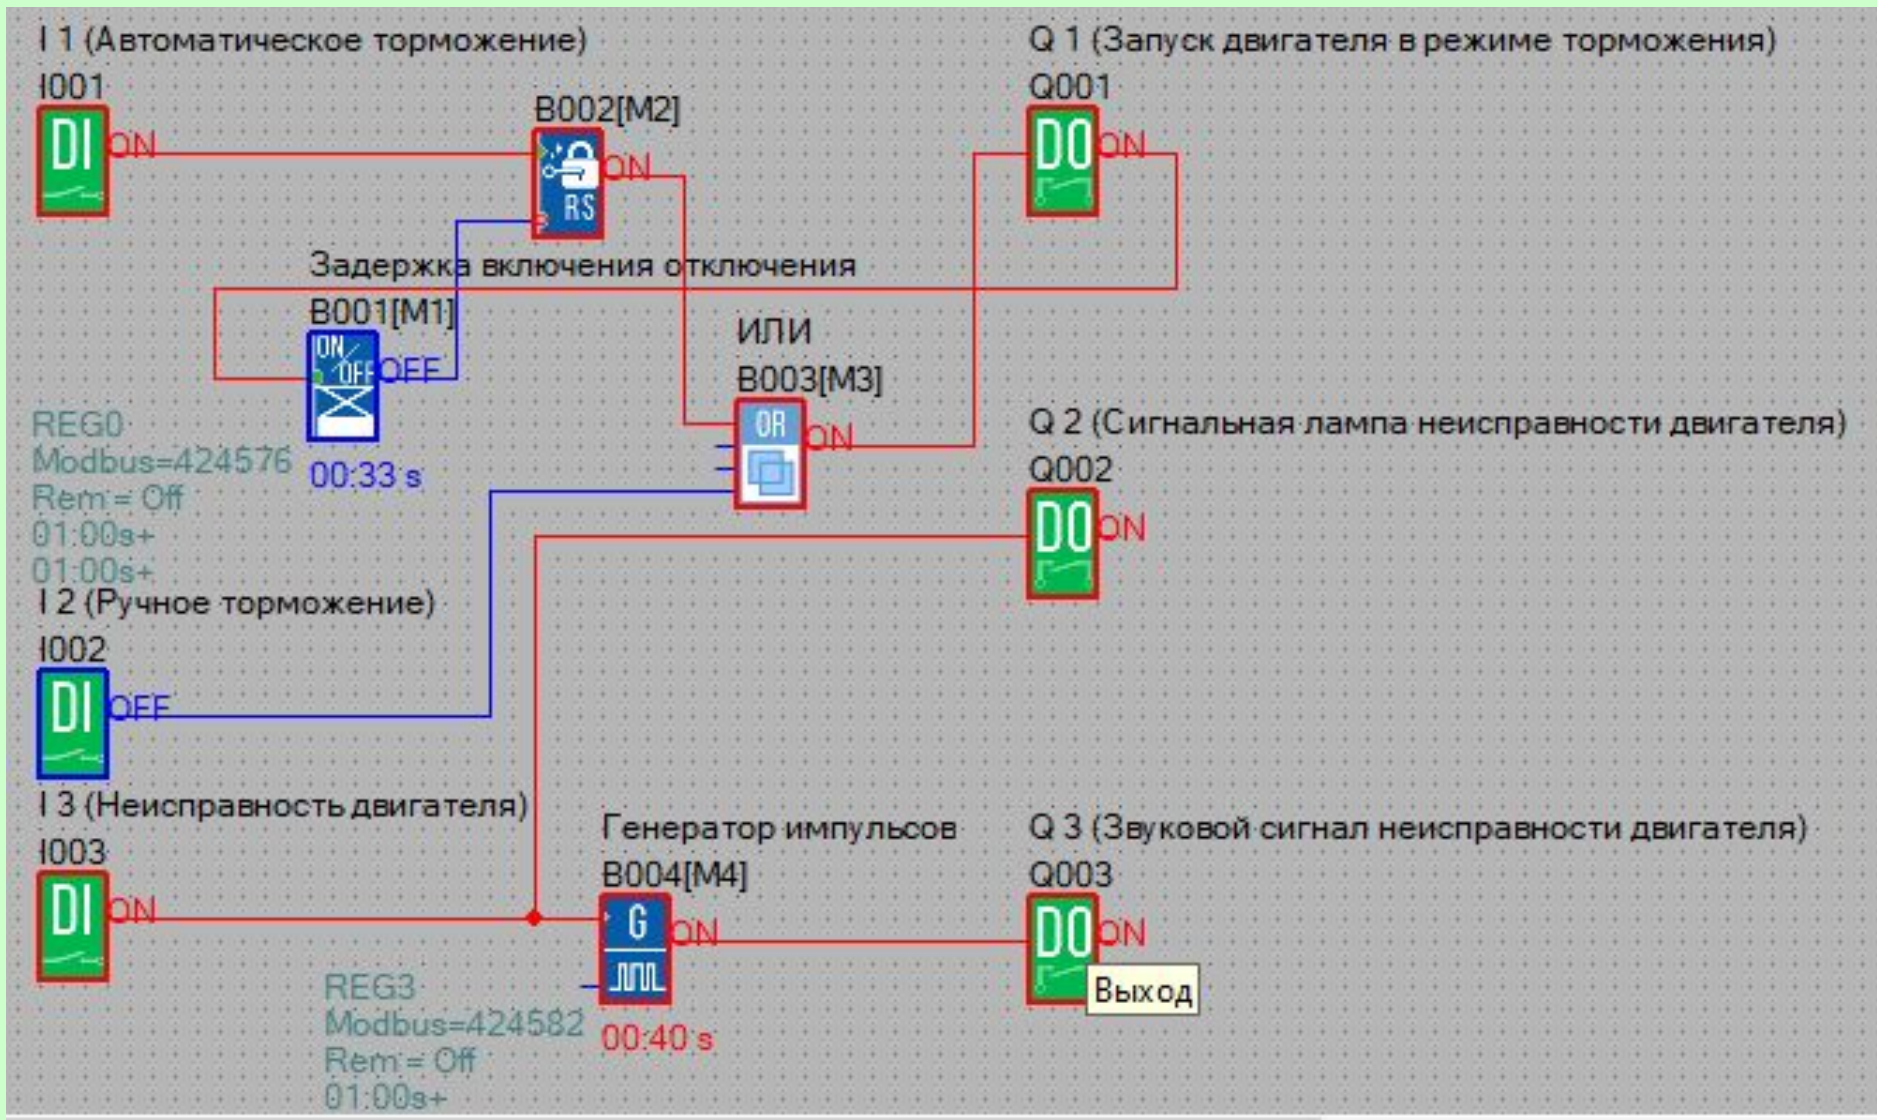 I 1 (Автоматическое торможение)
I001
DI
ON
B002[M2]
RS
ON
Q 1 (Запуск двигателя в режиме торможения)
Q001
DO
ON
Задержка включения отключения
B001[M1]
ON/OFF
OFF
00:33 s
REG0
Modbus=424576
Rem = Off
01:00s+
01:00s+
ИЛИ
B003[M3]
OR
ON
Q 2 (Сигнальная лампа неисправности двигателя)
Q002
DO
ON
I 2 (Ручное торможение)
I002
DI
OFF
I 3 (Неисправность двигателя)
I003
DI
ON
Генератор импульсов
B004[M4]
G
ON
00:40 s
REG3
Modbus=424582
Rem = Off
01:00s+
Q 3 (Звуковой сигнал неисправности двигателя)
Q003
DO
ON
Выход